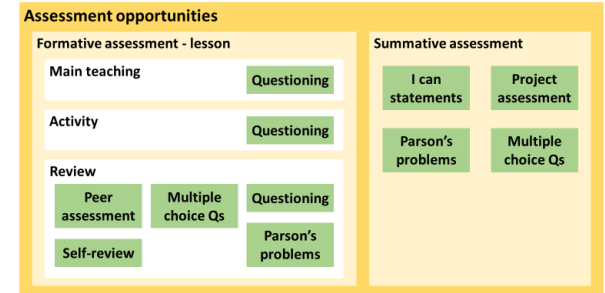 Assessment opportunities
Formative assessment - lesson
Main teaching
Questioning
Activity
Questioning
Review
Peer
assessment
Multiple
choice Qs
Questioning
Self-review
Parson's
problems
Summative assessment
I can
statements
Project
assessment
Parson's
problems
Multiple
choice Qs